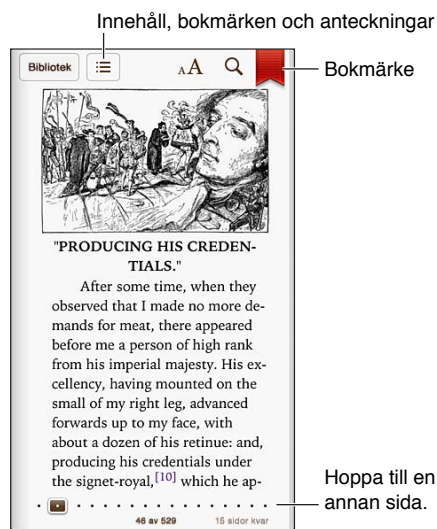 Innehåll, bokmärken och anteckningar
Bibliotek
AA
Bokmärke
"PRODUCING HIS CREDEN-
TIALS."
After some time, when they
observed that I made no more de-
mands for meat, there appeared
before me a person of high rank
from his imperial majesty. His ex-
cellency, having mounted on the
small of my right leg, advanced
forwards up to my face, with
about a dozen of his retinue: and,
producing his credentials under
the signet-royal,[10] which he ap-
Hoppa till en
annan sida.
46 av 529
15 sidor kvar